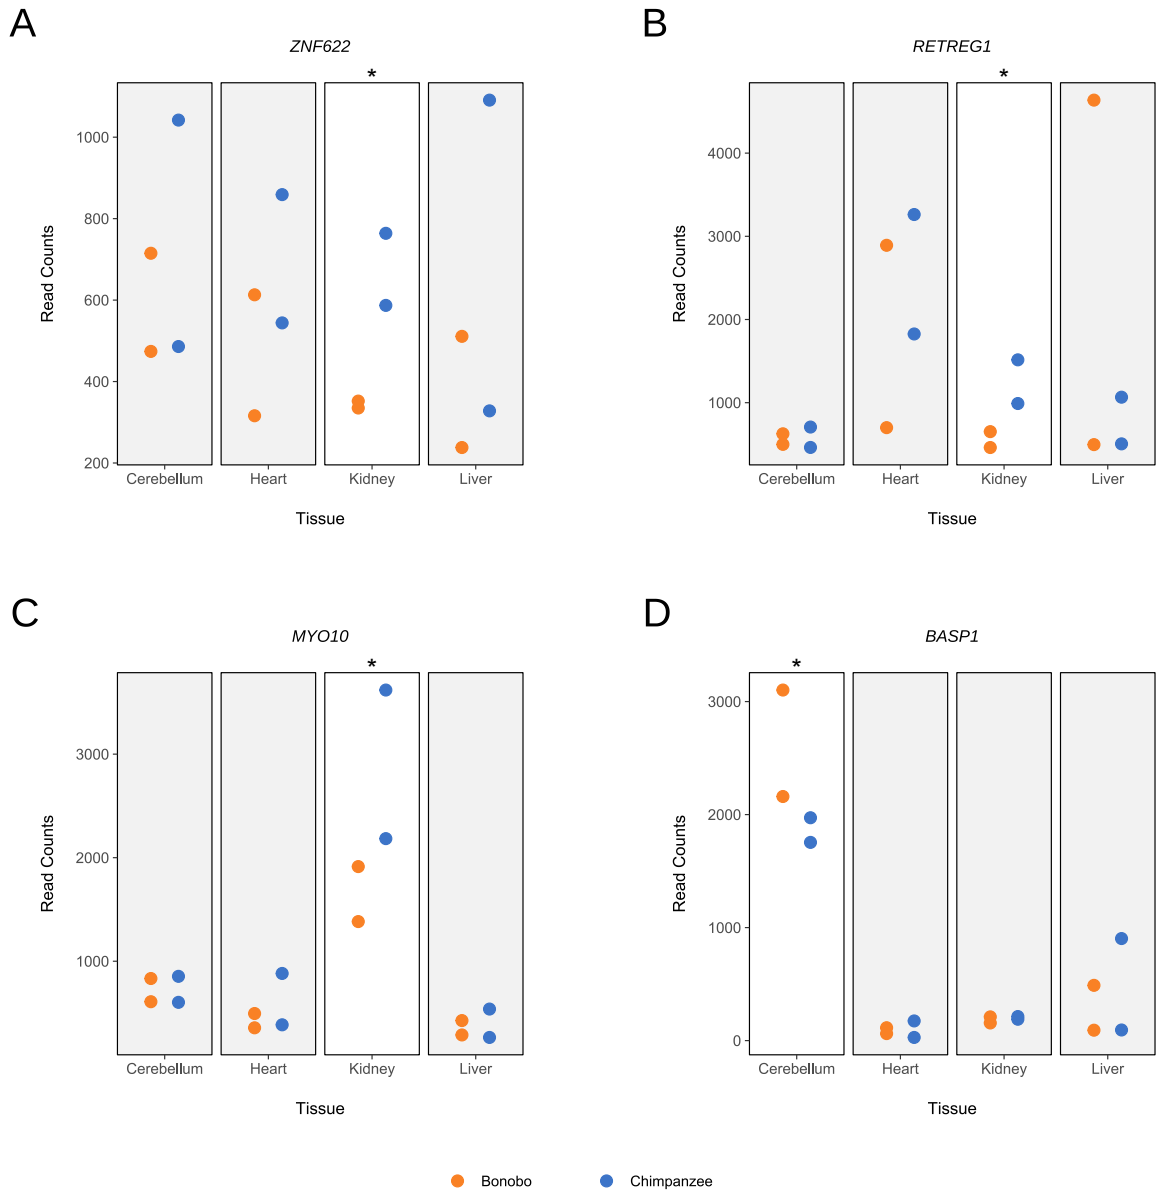 A
ZNF622
*
1000
800
600
400
200
Read Counts
Cerebellum Heart Kidney Liver
Tissue
B
RETREG1
*
4000
3000
2000
1000
Read Counts
Cerebellum Heart Kidney Liver
Tissue
C
MYO10
*
3000
2000
1000
Read Counts
Cerebellum Heart Kidney Liver
Tissue
D
BASP1
*
3000
2000
1000
0
Read Counts
Cerebellum Heart Kidney Liver
Tissue
Bonobo Chimpanzee